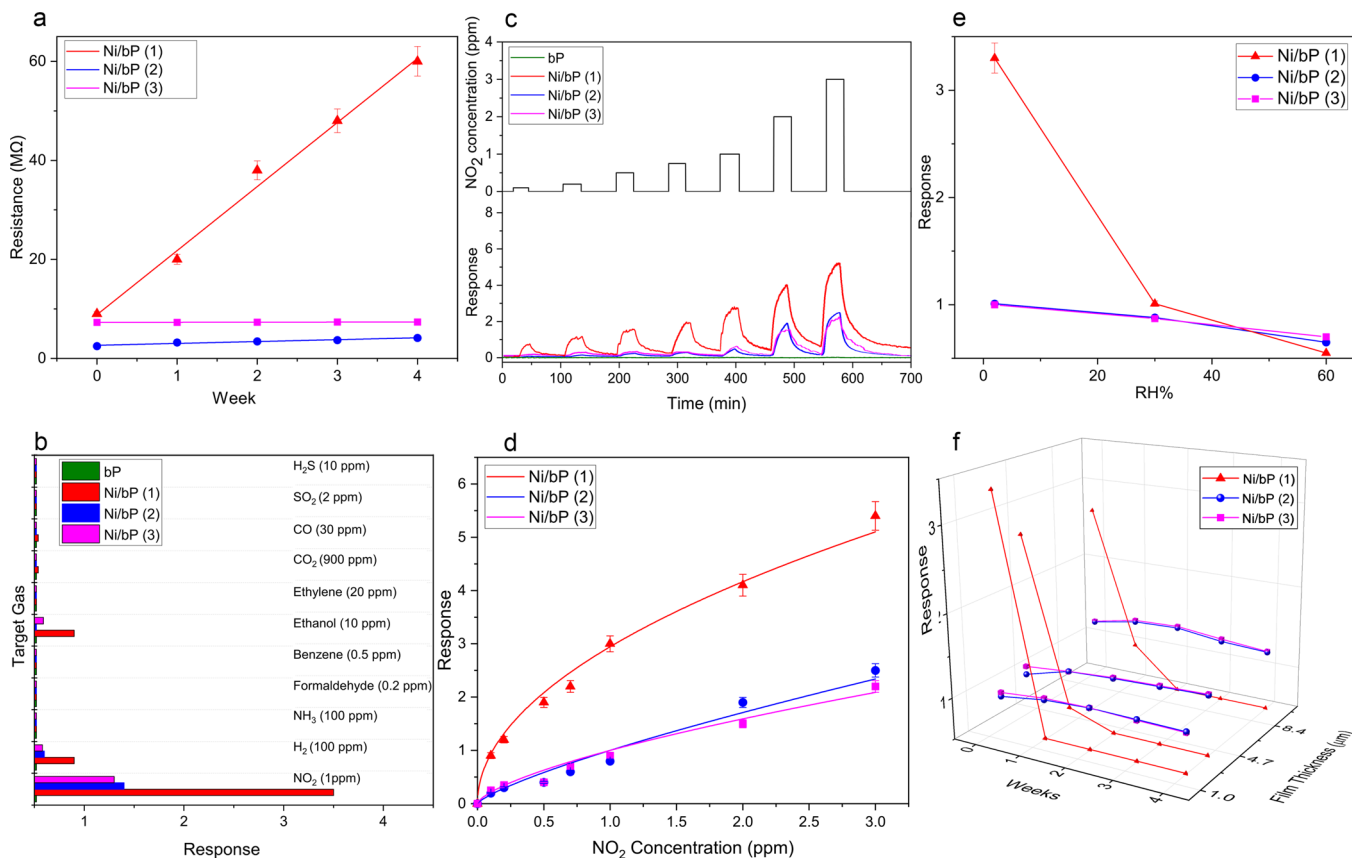 a
Ni/bP (1)
Ni/bP (2)
Ni/bP (3)
60
40
20
0
Resistance (MΩ)
0 1 2 3 4
Week
c
bP
Ni/bP (1)
Ni/bP (2)
Ni/bP (3)
4
3
2
1
0
NO₂ concentration (ppm)
8
6
4
2
0
Response
0 100 200 300 400 500 600 700
Time (min)
e
Ni/bP (1)
Ni/bP (2)
Ni/bP (3)
3
2
1
Response
0 20 40 60
RH%
b
bP
Ni/bP (1)
Ni/bP (2)
Ni/bP (3)
Target Gas
H₂S (10 ppm)
SO₂ (2 ppm)
CO (30 ppm)
CO₂ (900 ppm)
Ethylene (20 ppm)
Ethanol (10 ppm)
Benzene (0.5 ppm)
Formaldehyde (0.2 ppm)
NH₃ (100 ppm)
H₂ (100 ppm)
NO₂ (1ppm)
1 2 3 4
Response
d
Ni/bP (1)
Ni/bP (2)
Ni/bP (3)
6
5
4
3
2
1
0
Response
0.0 0.5 1.0 1.5 2.0 2.5 3.0
NO₂ Concentration (ppm)
f
Ni/bP (1)
Ni/bP (2)
Ni/bP (3)
3
2
1
Response
0 1 2 3 4
Weeks
1.0 4.7 8.4
Film Thickness (μm)